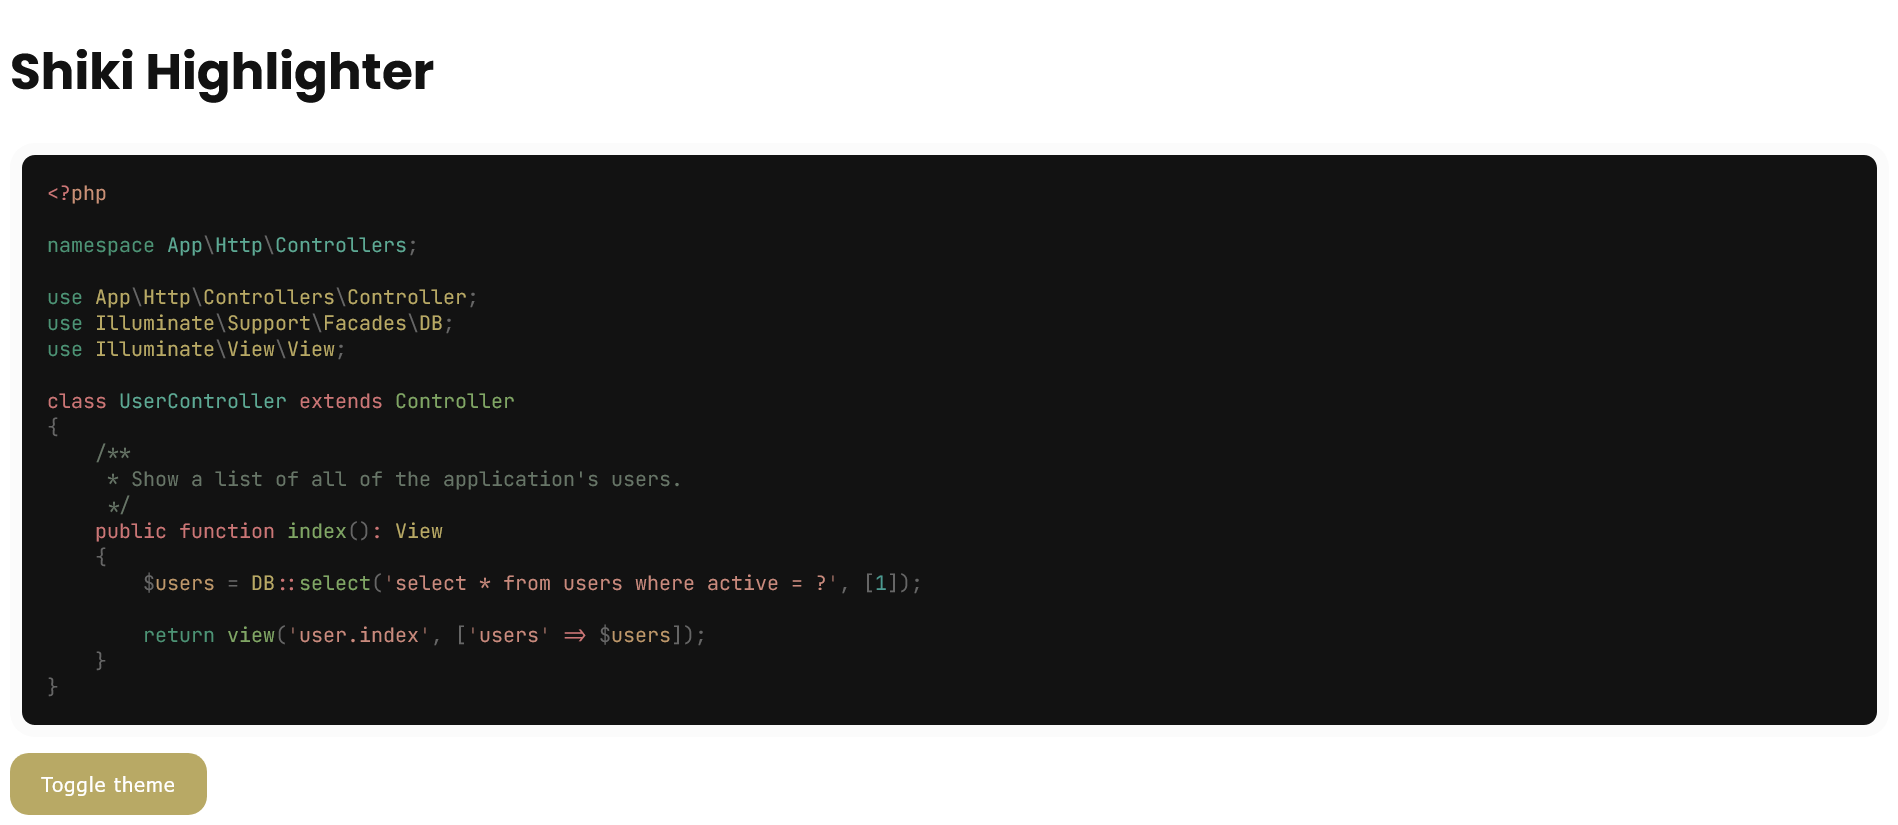 Shiki Highlighter
<?php
namespace App\Http\Controllers;
use App\Http\Controllers\Controller;
use Illuminate\Support\Facades\DB;
use Illuminate\View\View;
class UserController extends Controller
{
    /**
     * Show a list of all of the application's users.
     */
    public function index(): View
    {
        $users = DB::select('select * from users where active = ?', [1]);
        return view('user.index', ['users' => $users]);
    }
}
Toggle theme